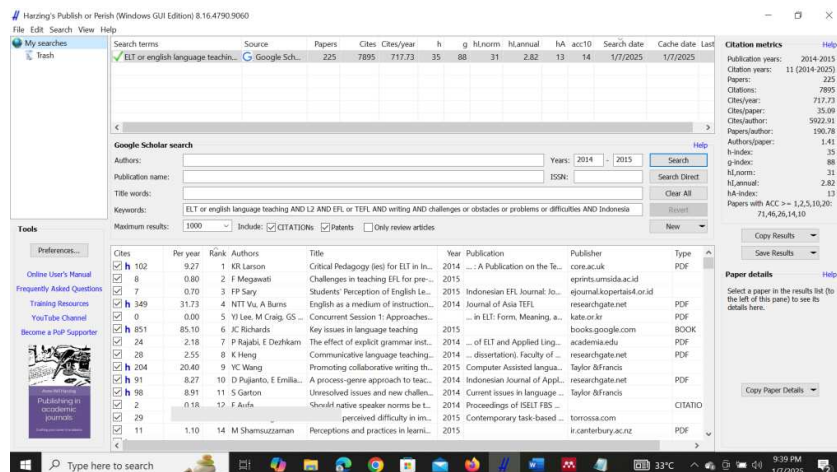 Harzing's Publish or Perish (Windows GUI Edition) 8.16.4790.9060
File Edit Search View Help
My searches
Trash
Search terms Source Papers Cites Cites/year h g hI,norm hI,annual hA acc10 Search date Cache date Last
ELT or english language teachin... Google Sch... 225 7895 717.73 35 88 31 2.82 13 14 1/7/2025 1/7/2025
Google Scholar search Help
Authors: Years: 2014 - 2015 Search
Publication name: ISSN: Search Direct
Title words: Clear All
Keywords: ELT or english language teaching AND L2 AND EFL or TEFL AND writing AND challenges or obstacles or problems or difficulties AND Indonesia Revert
Maximum results: 1000 Include: CITATIONs Patents Only review articles New
Tools
Preferences...
Online User's Manual
Frequently Asked Questions
Training Resources
YouTube Channel
Become a PoP Supporter
Publishing in
academic
journals
Cites Per year Rank Authors Title Year Publication Publisher Type
h 102 9.27 1 KR Larson Critical Pedagogy (ies) for ELT in In... 2014 ... : A Publication on the Te... core.ac.uk PDF
8 0.80 2 F Megawati Challenges in teaching EFL for pre-... 2015 eprints.umsida.ac.id
7 0.70 3 FP Sary Students' Perception of English Le... 2015 Indonesian EFL Journal: Jo... ejournal.kopertais4.or.id
h 349 31.73 4 NTT Vu, A Burns English as a medium of instruction... 2014 Journal of Asia TEFL researchgate.net PDF
0 0.00 5 YJ Lee, M Craig, GS ... Concurrent Session 1: Approaches... ... in ELT: Form, Meaning, a... kate.or.kr PDF
h 851 85.10 6 JC Richards Key issues in language teaching 2015 books.google.com BOOK
24 2.18 7 P Rajabi, E Dezhkam The effect of explicit grammar inst... 2014 ... of ELT and Applied Ling... academia.edu PDF
28 2.55 8 K Heng Communicative language teaching... 2014 ... dissertation). Faculty of ... researchgate.net PDF
h 204 20.40 9 YC Wang Promoting collaborative writing th... 2015 Computer Assisted langua... Taylor &Francis
h 91 8.27 10 D Pujianto, E Emilia... A process-genre approach to teac... 2014 Indonesian Journal of Appl... researchgate.net PDF
h 98 8.91 11 S Garton Unresolved issues and new challen... 2014 Current issues in language ... Taylor &Francis
2 0.18 12 F Aufa Should native speaker norms be t... 2014 Proceedings of ISELT FBS ... CITATIO
29 perceived difficulty in im... 2015 Contemporary task-based ... torrossa.com
11 1.10 14 M Shamsuzzaman Perceptions and practices in learni... 2015 ir.canterbury.ac.nz PDF
Citation metrics Help
Publication years: 2014-2015
Citation years: 11 (2014-2025)
Papers: 225
Citations: 7895
Cites/year: 717.73
Cites/paper: 35.09
Cites/author: 5922.91
Papers/author: 190.78
Authors/paper: 1.41
h-index: 35
g-index: 88
hI,norm: 31
hI,annual: 2.82
hA-index: 13
Papers with ACC >= 1,2,5,10,20:
71,46,26,14,10
Copy Results
Save Results
Paper details Help
Select a paper in the results list (to
the left of this pane) to see its
details here.
Copy Paper Details
Type here to search
33°C
9:39 PM
1/7/2025